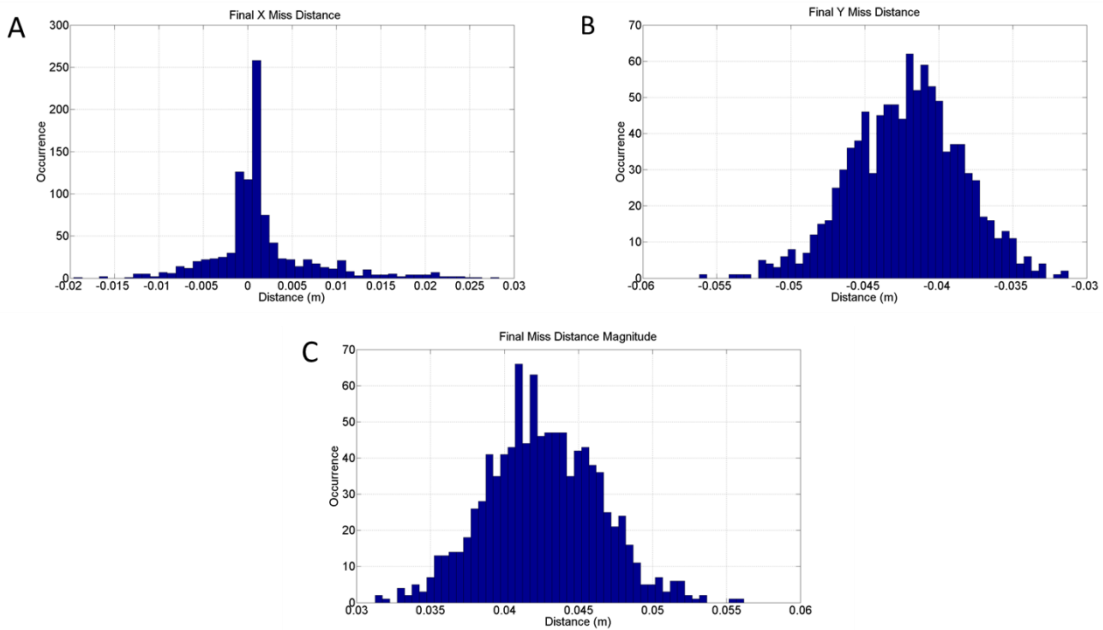 A
Final X Miss Distance
300
250
200
150
100
50
0
Occurrence
-0.02 -0.015 -0.01 -0.005 0 0.005 0.01 0.015 0.02 0.025 0.03
Distance (m)
B
Final Y Miss Distance
70
60
50
40
30
20
10
0
Occurrence
-0.06 -0.055 -0.05 -0.045 -0.04 -0.035 -0.03
Distance (m)
C
Final Miss Distance Magnitude
70
60
50
40
30
20
10
0
Occurrence
0.03 0.035 0.04 0.045 0.05 0.055 0.06
Distance (m)